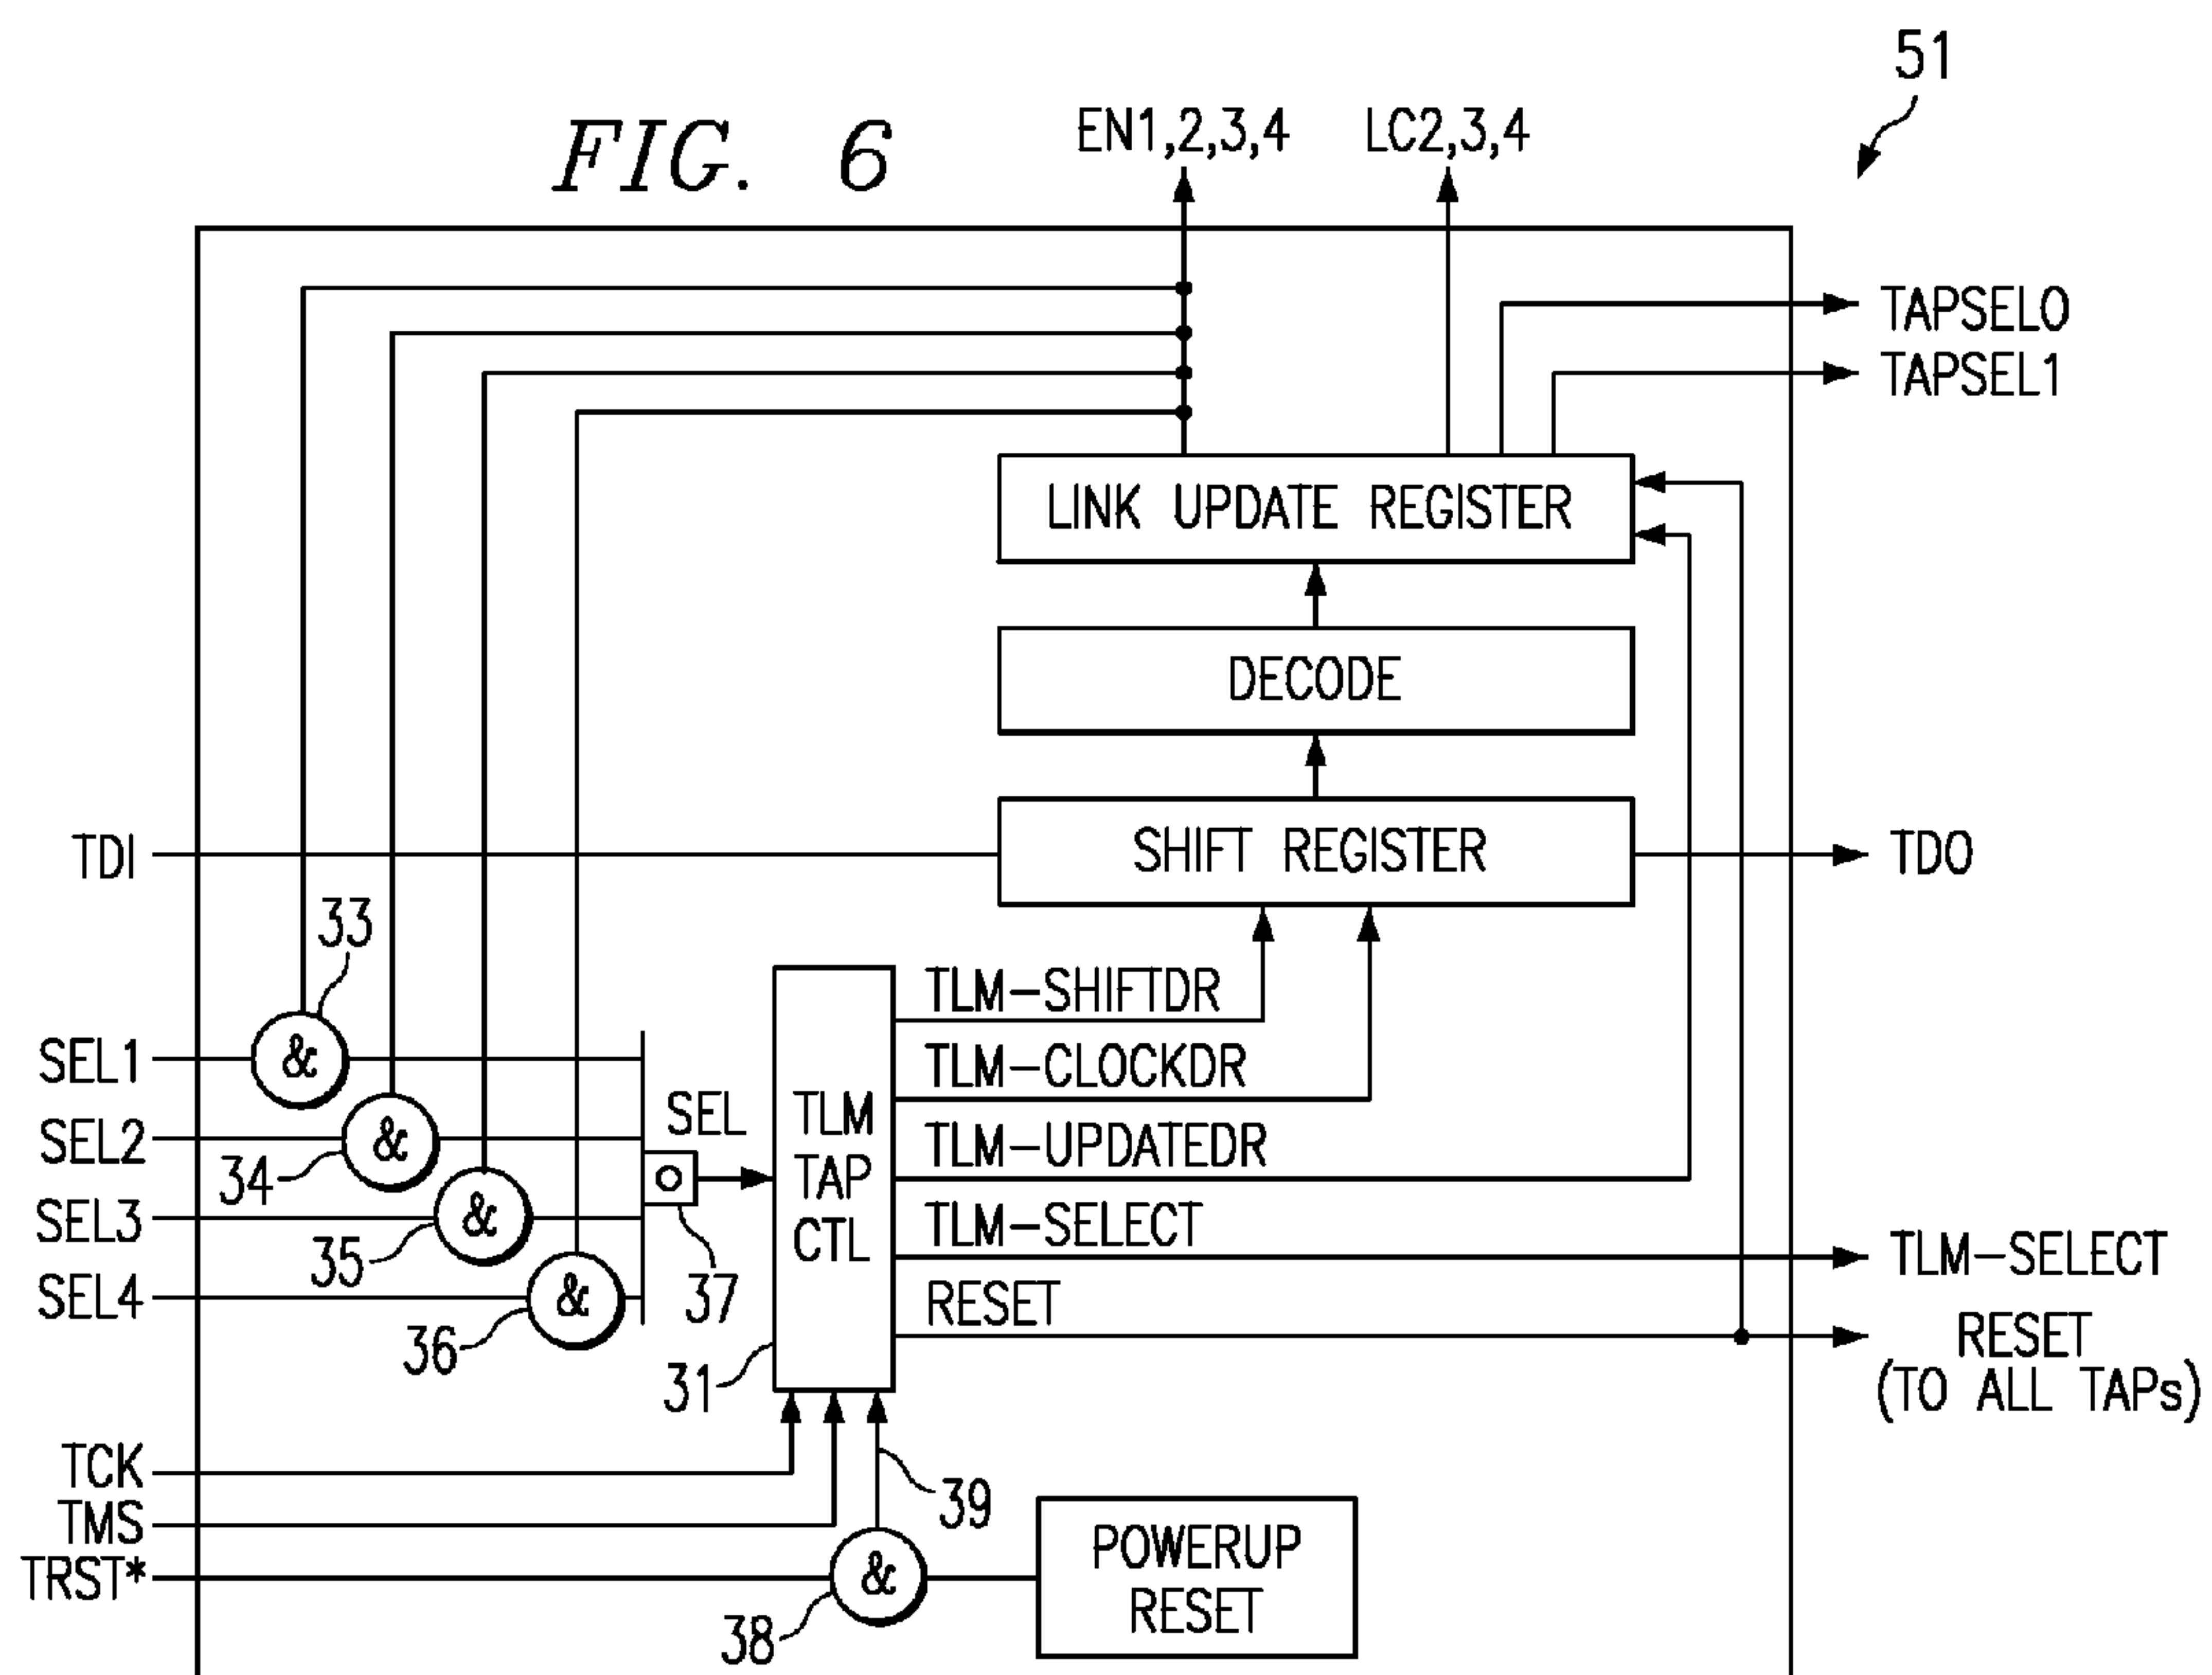 51
FIG. 6
EN1,2,3,4
LC2,3,4
TAPSEL0
TAPSEL1
LINK UPDATE REGISTER
DECODE
TDI
SHIFT REGISTER
TDO
33
TLM-SHIFTDR
SEL1
&
TLM-CLOCKDR
SEL2
&
34
SEL
TLM
TAP
CTL
TLM-UPDATEDR
SEL3
&
35
TLM-SELECT
TLM-SELECT
SEL4
&
36
37
31
RESET
RESET
(TO ALL TAPs)
TCK
39
TMS
TRST*
&
38
POWERUP
RESET